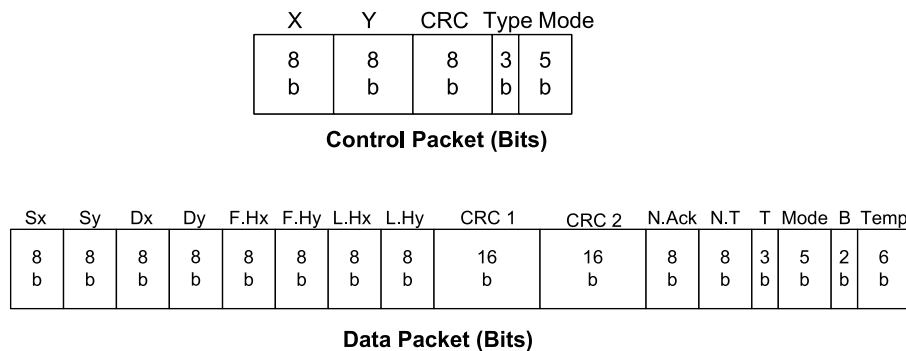 X Y CRC Type Mode
8 8 8 3 5
b b b b b
Control Packet (Bits)
Sx Sy Dx Dy F.Hx F.Hy L.Hx L.Hy CRC 1 CRC 2 N.Ack N.T T Mode B Temp
8 8 8 8 8 8 8 8 16 16 8 8 3 5 2 6
b b b b b b b b b b b b b b b b
Data Packet (Bits)